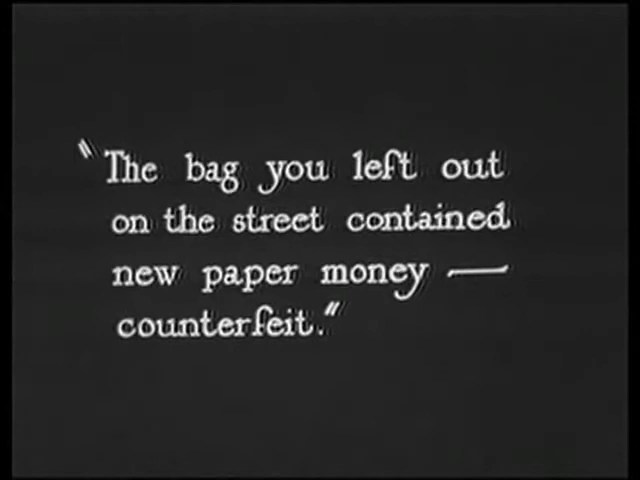 "The bag you left out
on the street contained
new paper money —
counterfeit."